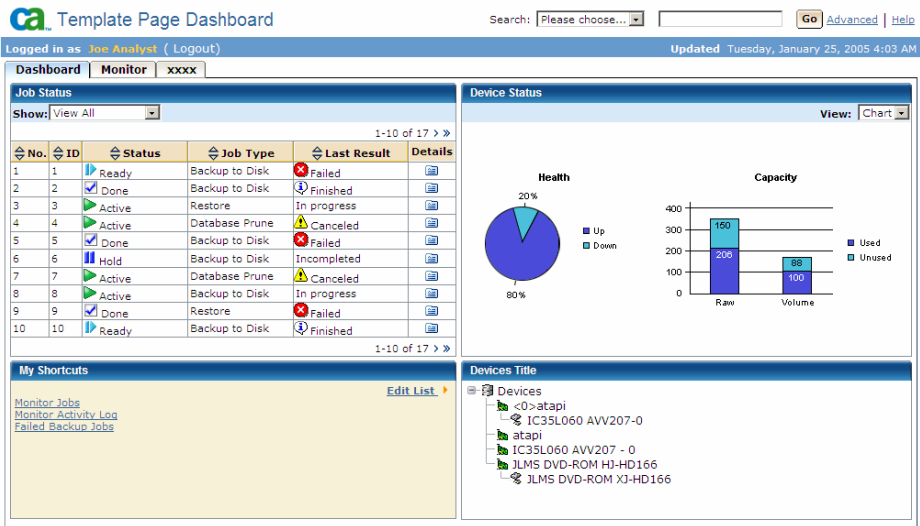 ca Template Page Dashboard
Search: Please choose... Go Advanced | Help
Logged in as Joe Analyst ( Logout)
Updated Tuesday, January 25, 2005 4:03 AM
Dashboard Monitor xxxx
Job Status
Show: View All
1-10 of 17 > »
No. ID Status Job Type Last Result Details
1 1 Ready Backup to Disk Failed
2 2 Done Backup to Disk Finished
3 3 Active Restore In progress
4 4 Active Database Prune Canceled
5 5 Done Backup to Disk Failed
6 6 Hold Backup to Disk Incompleted
7 7 Active Database Prune Canceled
8 8 Active Backup to Disk In progress
9 9 Done Restore Failed
10 10 Ready Backup to Disk Finished
1-10 of 17 > »
Device Status
View: Chart
Health
20%
80%
Up
Down
Capacity
400
300
200
100
0
150
206
88
100
Raw Volume
Used
Unused
My Shortcuts
Edit List
Monitor Jobs
Monitor Activity Log
Failed Backup Jobs
Devices Title
Devices
<0>atapi
IC35L060 AVV207-0
atapi
IC35L060 AVV207 - 0
JLMS DVD-ROM HJ-HD166
JLMS DVD-ROM XJ-HD166